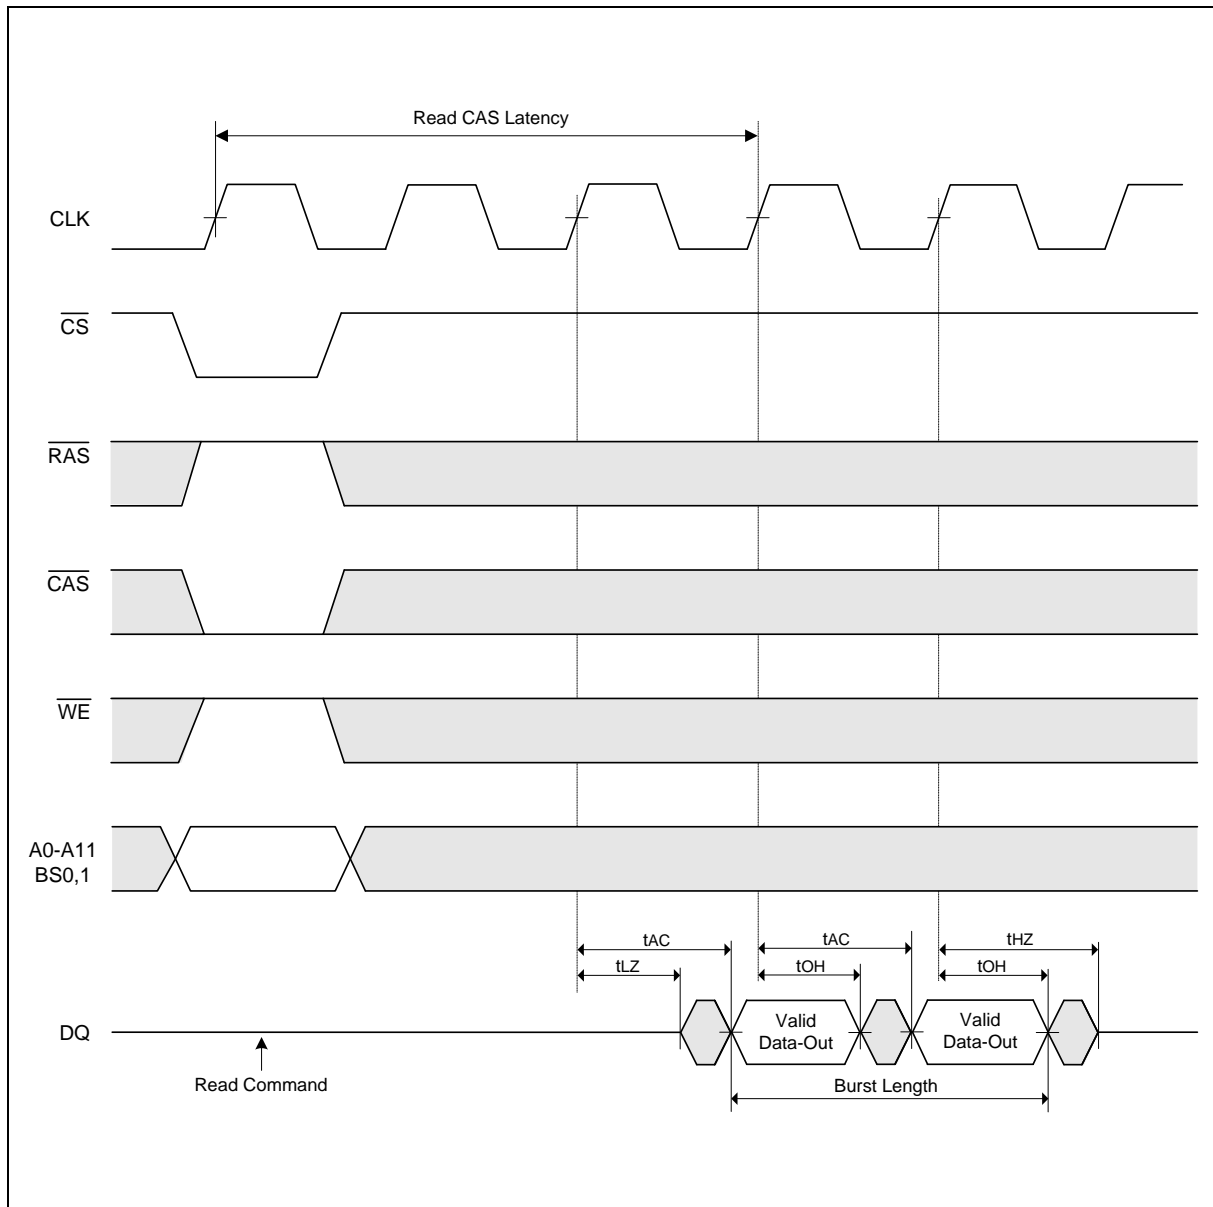 Read CAS Latency
CLK
CS
RAS
CAS
WE
A0-A11
BS0,1
tAC
tAC
tHZ
tLZ
tOH
tOH
DQ
Valid
Data-Out
Valid
Data-Out
Read Command
Burst Length